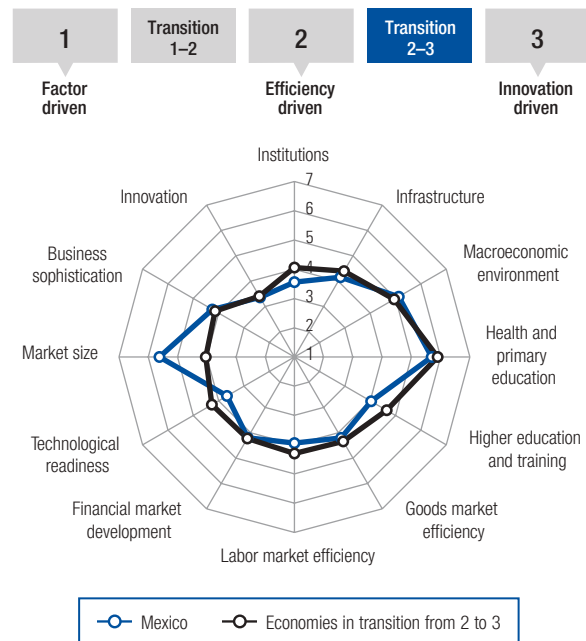 1
Transition
1–2
2
Transition
2–3
3
Factor
driven
Efficiency
driven
Innovation
driven
Institutions
7
6
5
4
3
2
1
Infrastructure
Macroeconomic
environment
Health and
primary
education
Higher education
and training
Goods market
efficiency
Labor market efficiency
Financial market
development
Technological
readiness
Market size
Business
sophistication
Innovation
Mexico
Economies in transition from 2 to 3